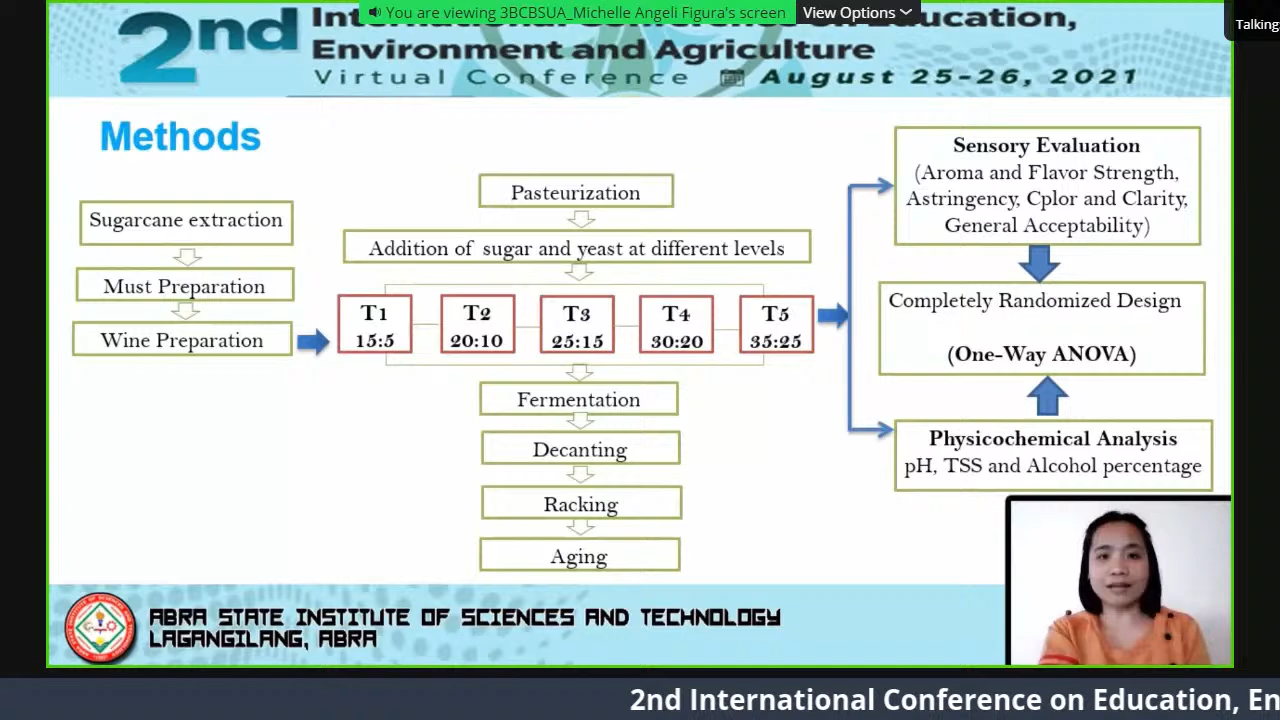 You are viewing 3BCBSUA_Michelle Angeli Figura's screen
View Options
Talking
2nd
Environment and Agriculture
Virtual Conference August 25-26, 2021
Methods
Sugarcane extraction
Must Preparation
Wine Preparation
Pasteurization
Addition of sugar and yeast at different levels
T1
15:5
T2
20:10
T3
25:15
T4
30:20
T5
35:25
Fermentation
Decanting
Racking
Aging
Sensory Evaluation
(Aroma and Flavor Strength,
Astringency, Cplor and Clarity,
General Acceptability)
Completely Randomized Design
(One-Way ANOVA)
Physicochemical Analysis
pH, TSS and Alcohol percentage
ABRA STATE INSTITUTE OF SCIENCES AND TECHNOLOGY
LAGANGILANG, ABRA
2nd International Conference on Education, En